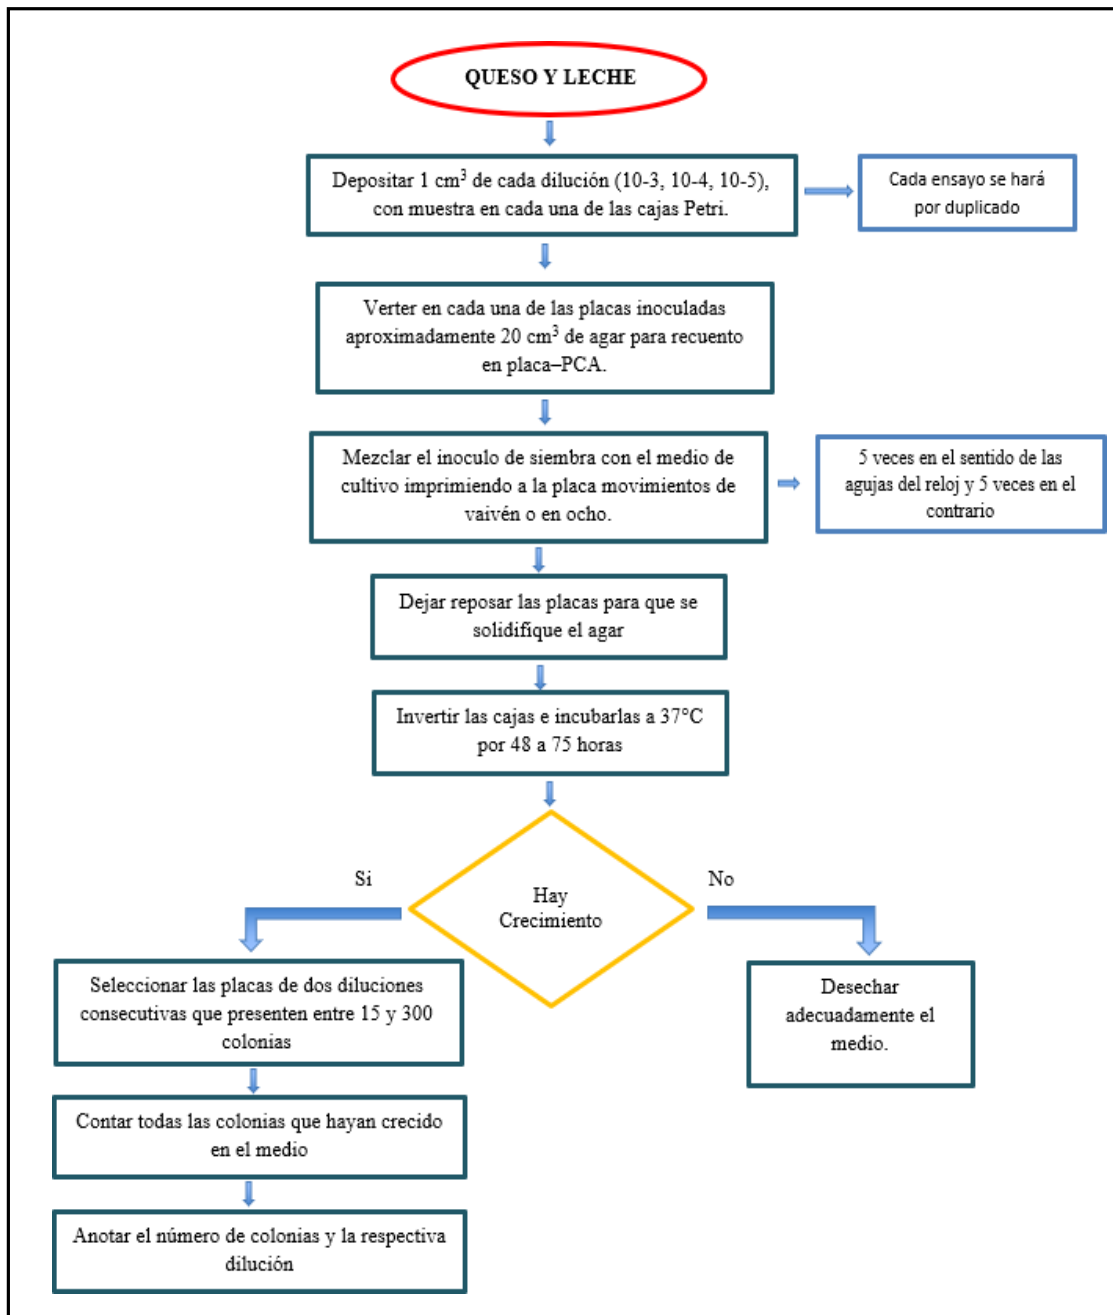 QUESO Y LECHE
Depositar 1 cm³ de cada dilución (10-3, 10-4, 10-5),
con muestra en cada una de las cajas Petri.
Cada ensayo se hará
por duplicado
Verter en cada una de las placas inoculadas
aproximadamente 20 cm³ de agar para recuento
en placa–PCA.
Mezclar el inoculo de siembra con el medio de
cultivo imprimiendo a la placa movimientos de
vaivén o en ocho.
5 veces en el sentido de las
agujas del reloj y 5 veces en el
contrario
Dejar reposar las placas para que se
solidifique el agar
Invertir las cajas e incubarlas a 37°C
por 48 a 75 horas
Hay
Crecimiento
Si
No
Seleccionar las placas de dos diluciones
consecutivas que presenten entre 15 y 300
colonias
Desechar
adecuadamente el
medio.
Contar todas las colonias que hayan crecido
en el medio
Anotar el número de colonias y la respectiva
dilución